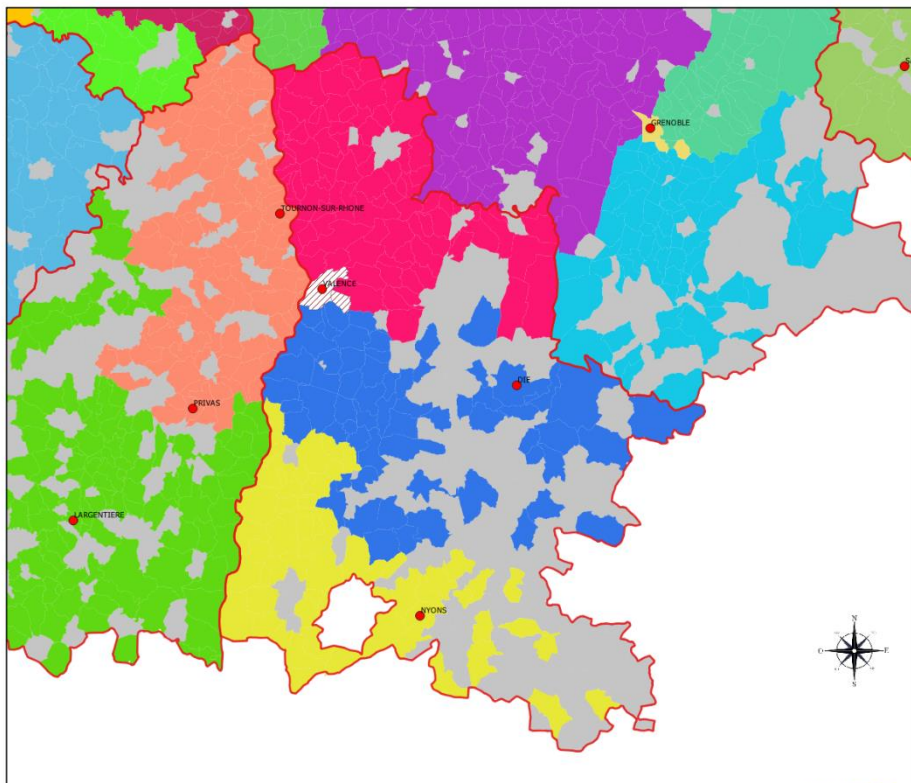 GRENOBLE
TOURNON-SUR-RHONE
VALENCE
DIE
PRIVAS
LARGENTIERE
NYONS
N
O
E
S